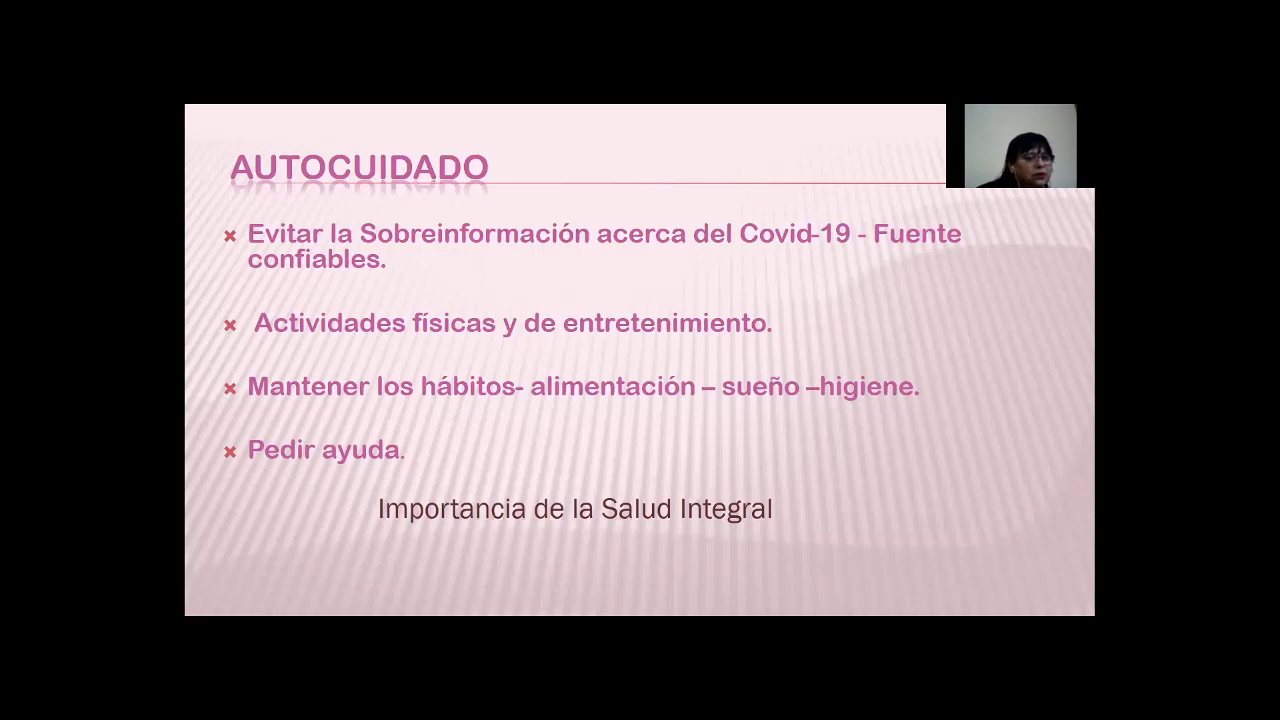 AUTOCUIDADO
Evitar la Sobreinformación acerca del Covid-19 - Fuente
confiables.
Actividades físicas y de entretenimiento.
Mantener los hábitos- alimentación – sueño –higiene.
Pedir ayuda.
Importancia de la Salud Integral